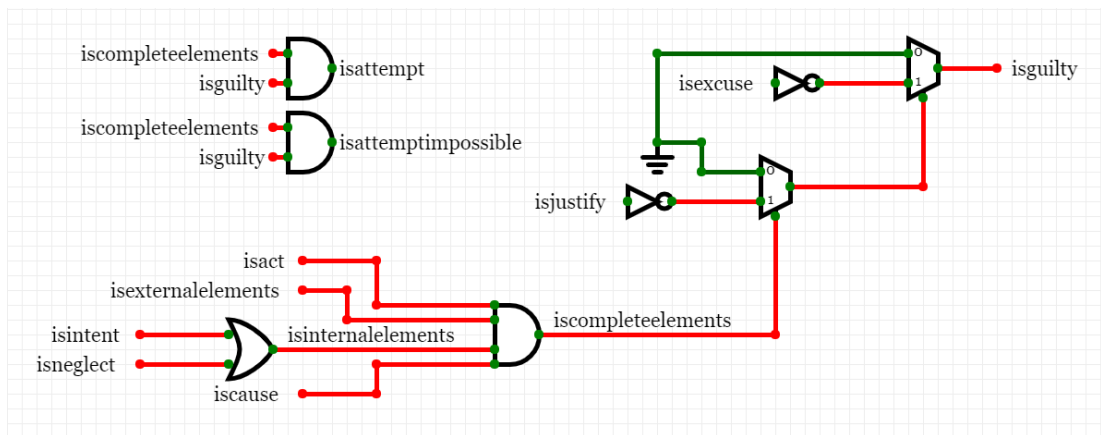 iscompleteelements
isguilty
isattempt
iscompleteelements
isguilty
isattemptimpossible
isexcuse
0
1
isguilty
isjustify
0
1
isact
isexternalelements
isintent
isneglect
isinternalelements
iscause
iscompleteelements